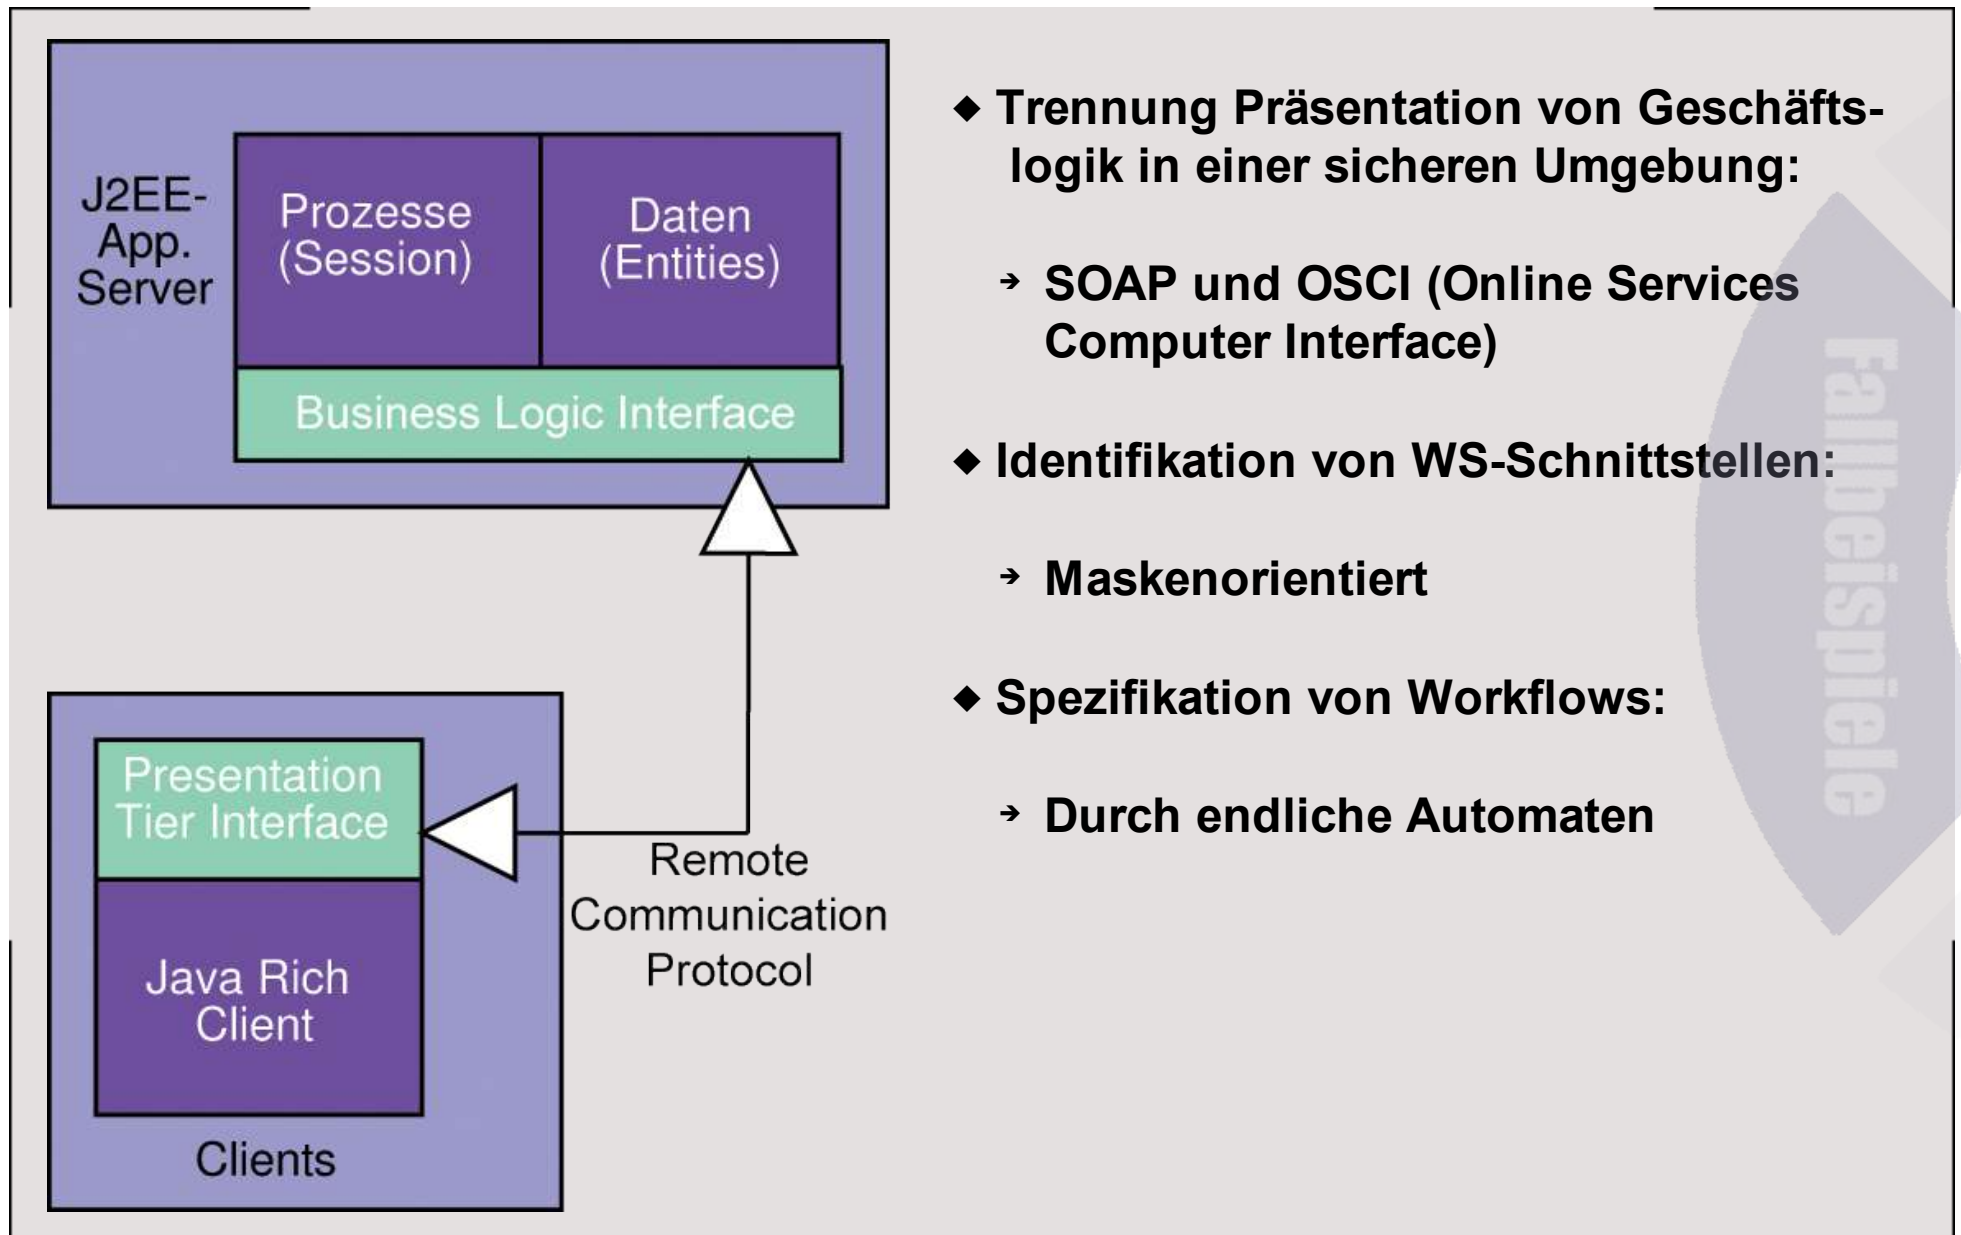 J2EE-
App.
Server
Prozesse
(Session)
Daten
(Entities)
Business Logic Interface
Presentation
Tier Interface
Java Rich
Client
Clients
Remote
Communication
Protocol
◆ Trennung Präsentation von Geschäfts-
logik in einer sicheren Umgebung:
➔ SOAP und OSCI (Online Services
Computer Interface)
◆ Identifikation von WS-Schnittstellen:
➔ Maskenorientiert
◆ Spezifikation von Workflows:
➔ Durch endliche Automaten
Fallbeispiele